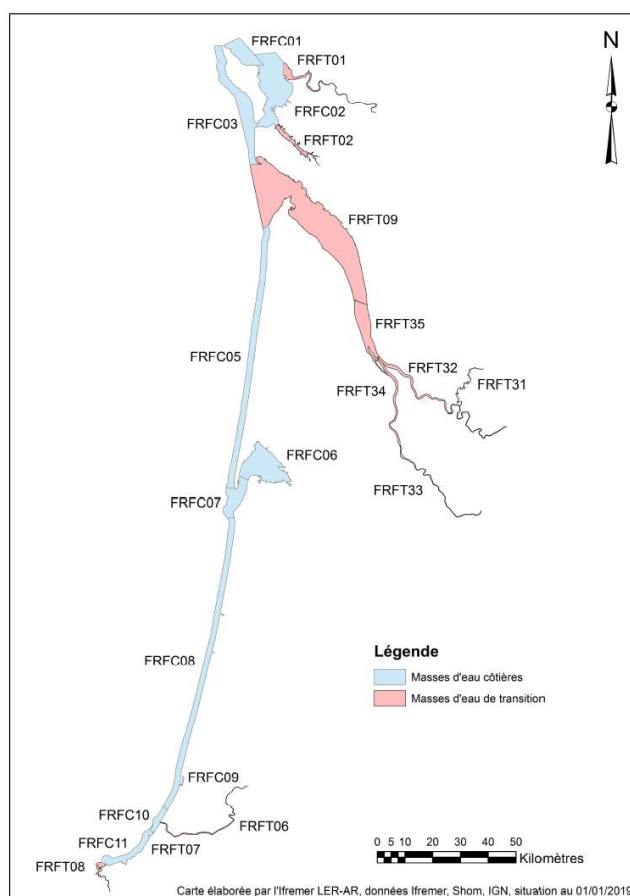 FRFC01
N
FRFT01
FRFC02
FRFC03
FRFT02
FRFT09
FRFT35
FRFC05
FRFT32
FRFT31
FRFT34
FRFC06
FRFT33
FRFC07
Légende
FRFC08
Masses d'eau côtières
Masses d'eau de transition
FRFC09
FRFC10
FRFT06
FRFC11
FRFT07
0 5 10 20 30 40 50
Kilomètres
FRFT08
Carte élaborée par l'Ifremer LER-AR, données Ifremer, Shom, IGN, situation au 01/01/2019